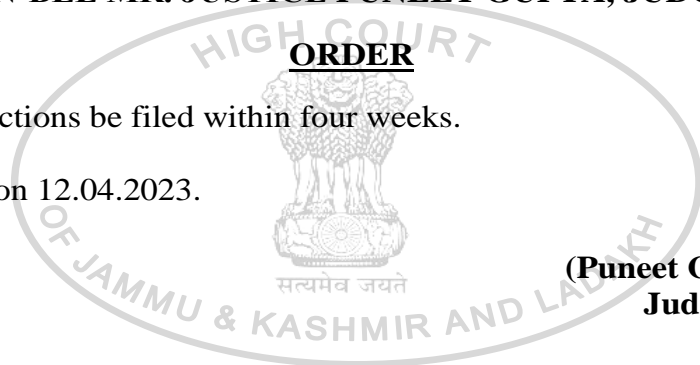 BLE MR. JUSTICE PUNEET GUPTA, JUDG
HIGH COURT
ORDER
ctions be filed within four weeks.
on 12.04.2023.
सत्यमेव जयते
OF JAMMU & KASHMIR AND LADAKH
(Puneet G
Jud